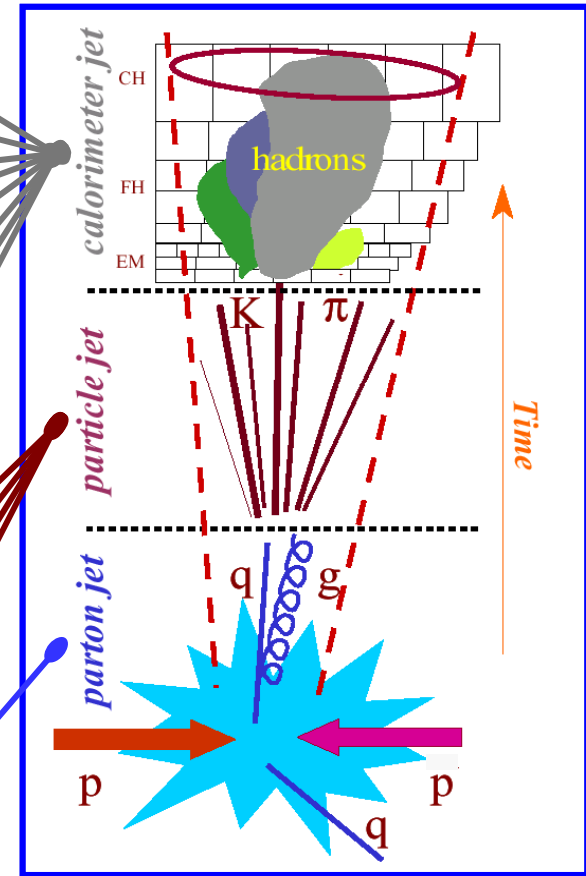 calorimeter jet
CH
hadrons
FH
EM
K π
particle jet
Time
parton jet
q g
p p
q